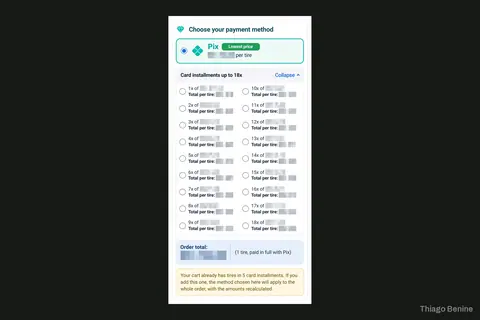 Choose your payment method
Pix Lowest price
per tire
Card installments up to 18x Collapse
1x of
Total per tire:
10x of
Total per tire:
2x of
Total per tire:
11x of
Total per tire:
3x of
Total per tire:
12x of
Total per tire:
4x of
Total per tire:
13x of
Total per tire:
5x of
Total per tire:
14x of
Total per tire:
6x of
Total per tire:
15x of
Total per tire:
7x of
Total per tire:
16x of
Total per tire:
8x of
Total per tire:
17x of
Total per tire:
9x of
Total per tire:
18x of
Total per tire:
Order total:
(1 tire, paid in full with Pix)
Your cart already has tires in 5 card installments. If you
add this one, the method chosen here will apply to the
whole order, with the amounts recalculated
Thiago Benine